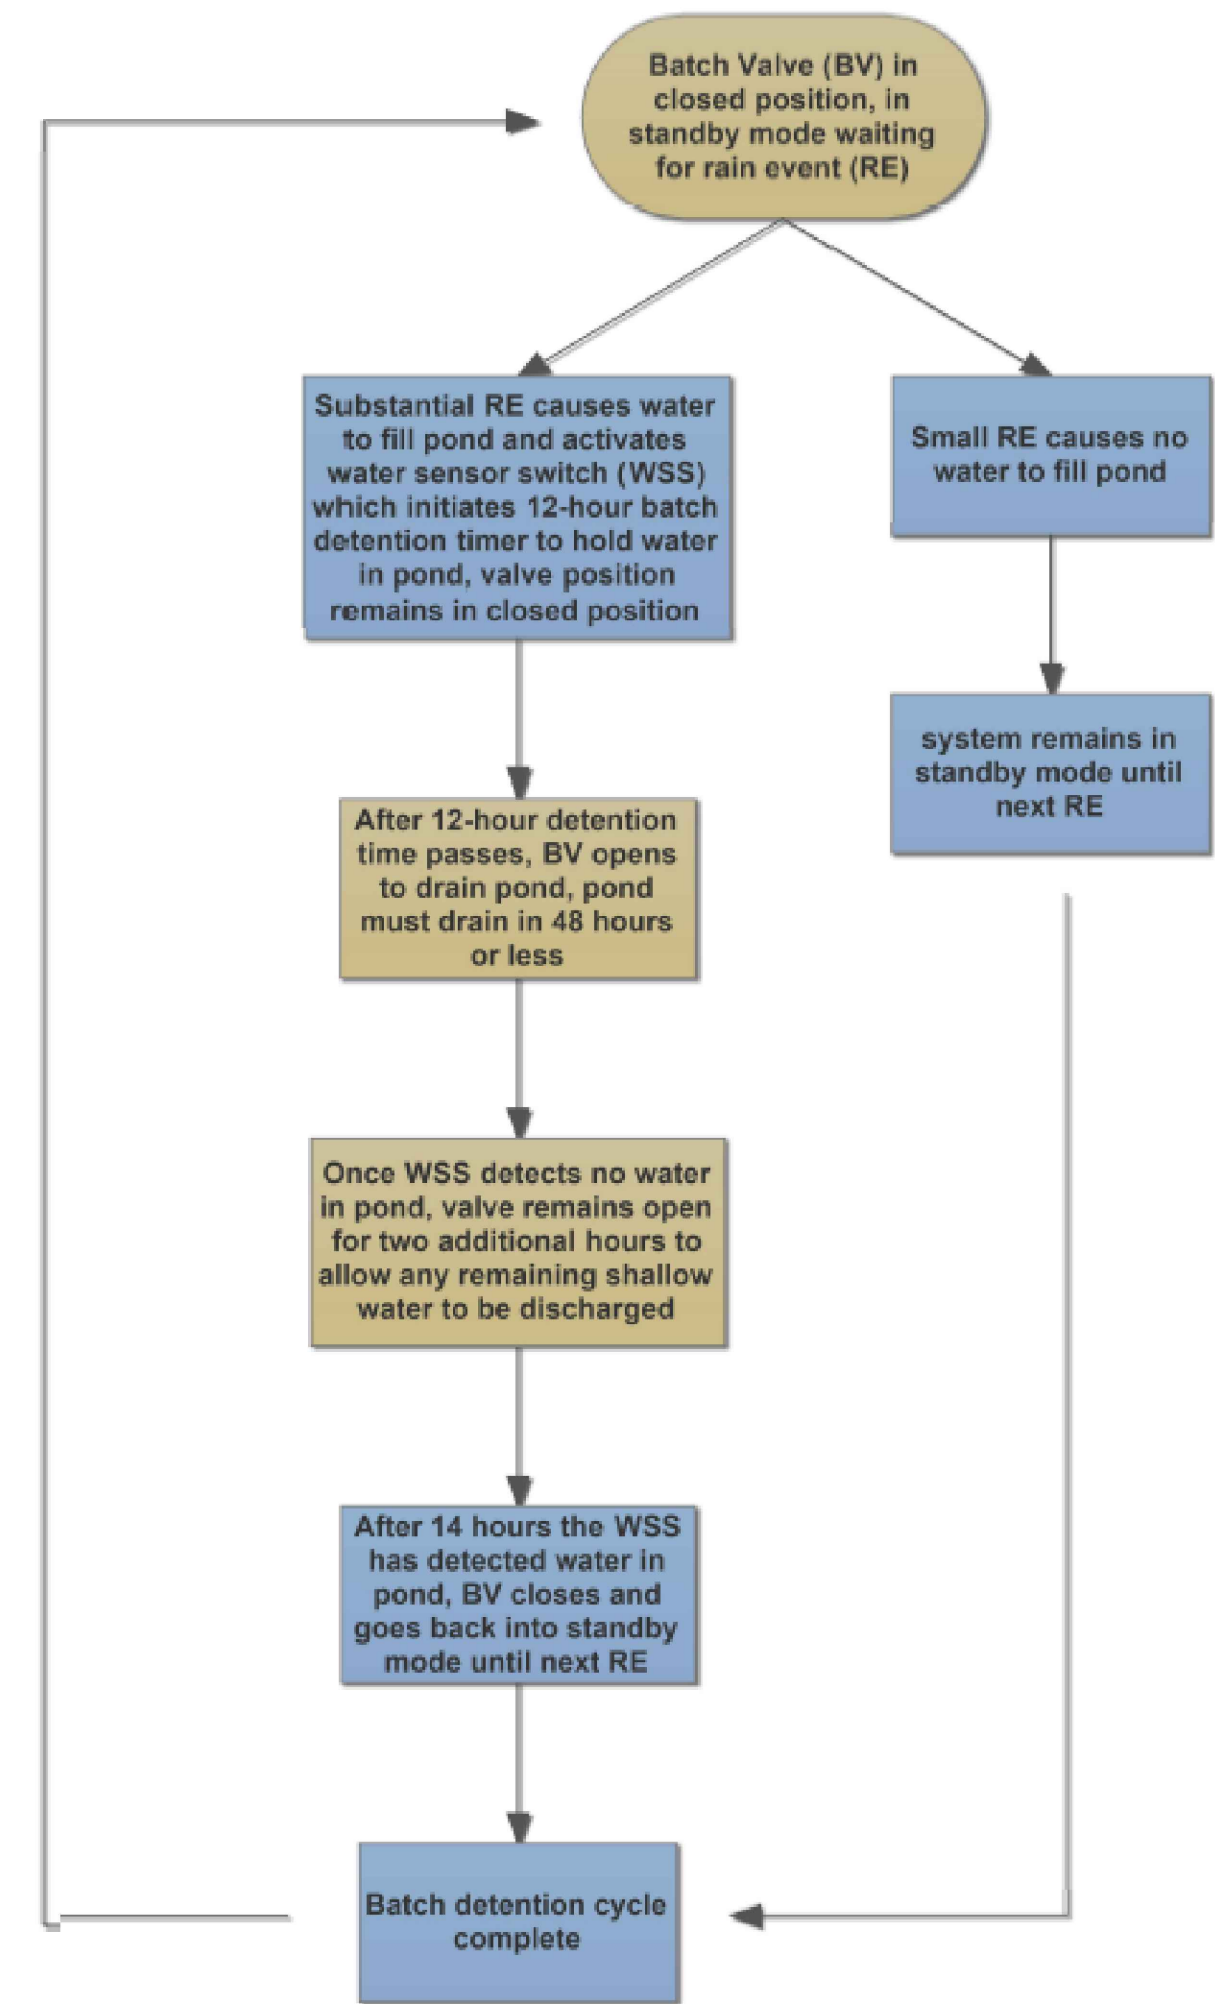 Batch Valve (BV) in
closed position, in
standby mode waiting
for rain event (RE)
Substantial RE causes water
to fill pond and activates
water sensor switch (WSS)
which initiates 12-hour batch
detention timer to hold water
in pond, valve position
remains in closed position
Small RE causes no
water to fill pond
system remains in
standby mode until
next RE
After 12-hour detention
time passes, BV opens
to drain pond, pond
must drain in 48 hours
or less
Once WSS detects no water
in pond, valve remains open
for two additional hours to
allow any remaining shallow
water to be discharged
After 14 hours the WSS
has detected water in
pond, BV closes and
goes back into standby
mode until next RE
Batch detention cycle
complete